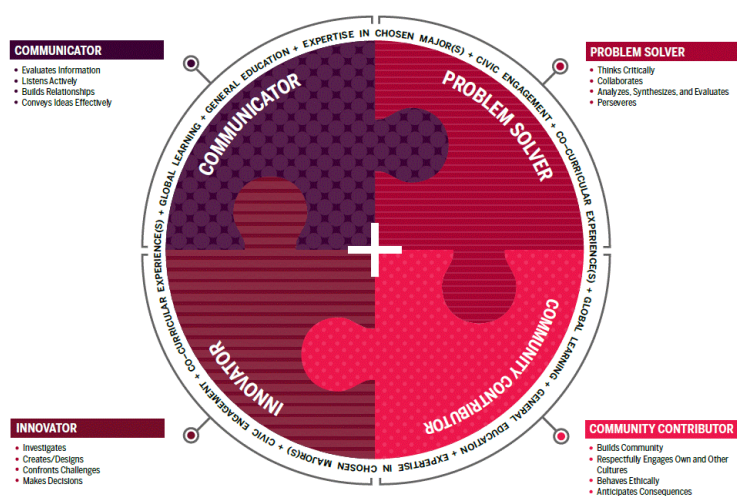 COMMUNICATOR
• Evaluates Information
• Listens Actively
• Builds Relationships
• Conveys Ideas Effectively
PROBLEM SOLVER
• Thinks Critically
• Collaborates
• Analyzes, Synthesizes, and Evaluates
• Perseveres
GENERAL EDUCATION + EXPERTISE IN CHOSEN MAJOR(S) + CIVIC ENGAGEMENT + CO-CURRICULAR EXPERIENCE(S) + GLOBAL LEARNING + GENERAL EDUCATION + EXPERTISE IN CHOSEN MAJOR(S) + CIVIC ENGAGEMENT + CO-CURRICULAR EXPERIENCE(S) + GLOBAL LEARNING +
COMMUNICATOR
PROBLEM SOLVER
INNOVATOR
COMMUNITY CONTRIBUTOR
INNOVATOR
• Investigates
• Creates/Designs
• Confronts Challenges
• Makes Decisions
COMMUNITY CONTRIBUTOR
• Builds Community
• Respectfully Engages Own and Other
Cultures
• Behaves Ethically
• Anticipates Consequences